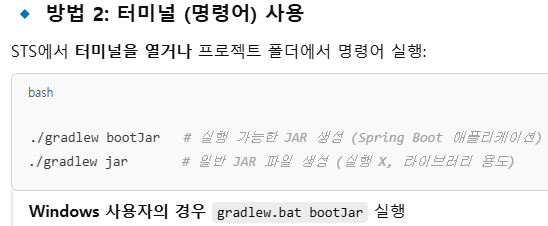 방법 2: 터미널 (명령어) 사용
STS에서 터미널을 열거나 프로젝트 폴더에서 명령어 실행:
bash
./gradlew bootJar # 실행 가능한 JAR 생성 (Spring Boot 애플리케이션)
./gradlew jar # 일반 JAR 파일 생성 (실행 X, 라이브러리 용도)
Windows 사용자의 경우 gradlew.bat bootJar 실행